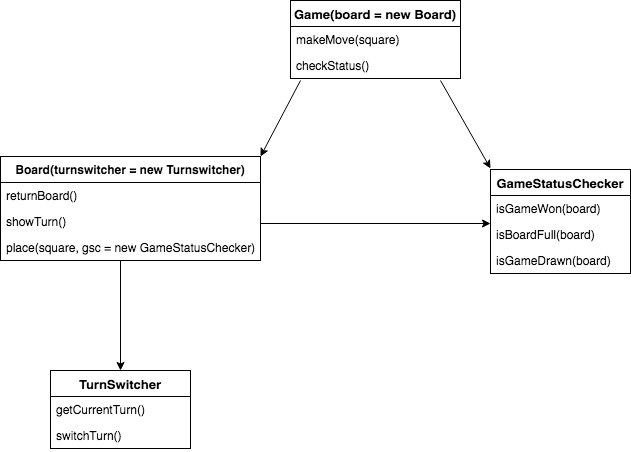 Game(board = new Board)
makeMove(square)
checkStatus()
Board(turnswitcher = new Turnswitcher)
returnBoard()
showTurn()
place(square, gsc = new GameStatusChecker)
GameStatusChecker
isGameWon(board)
isBoardFull(board)
isGameDrawn(board)
TurnSwitcher
getCurrentTurn()
switchTurn()